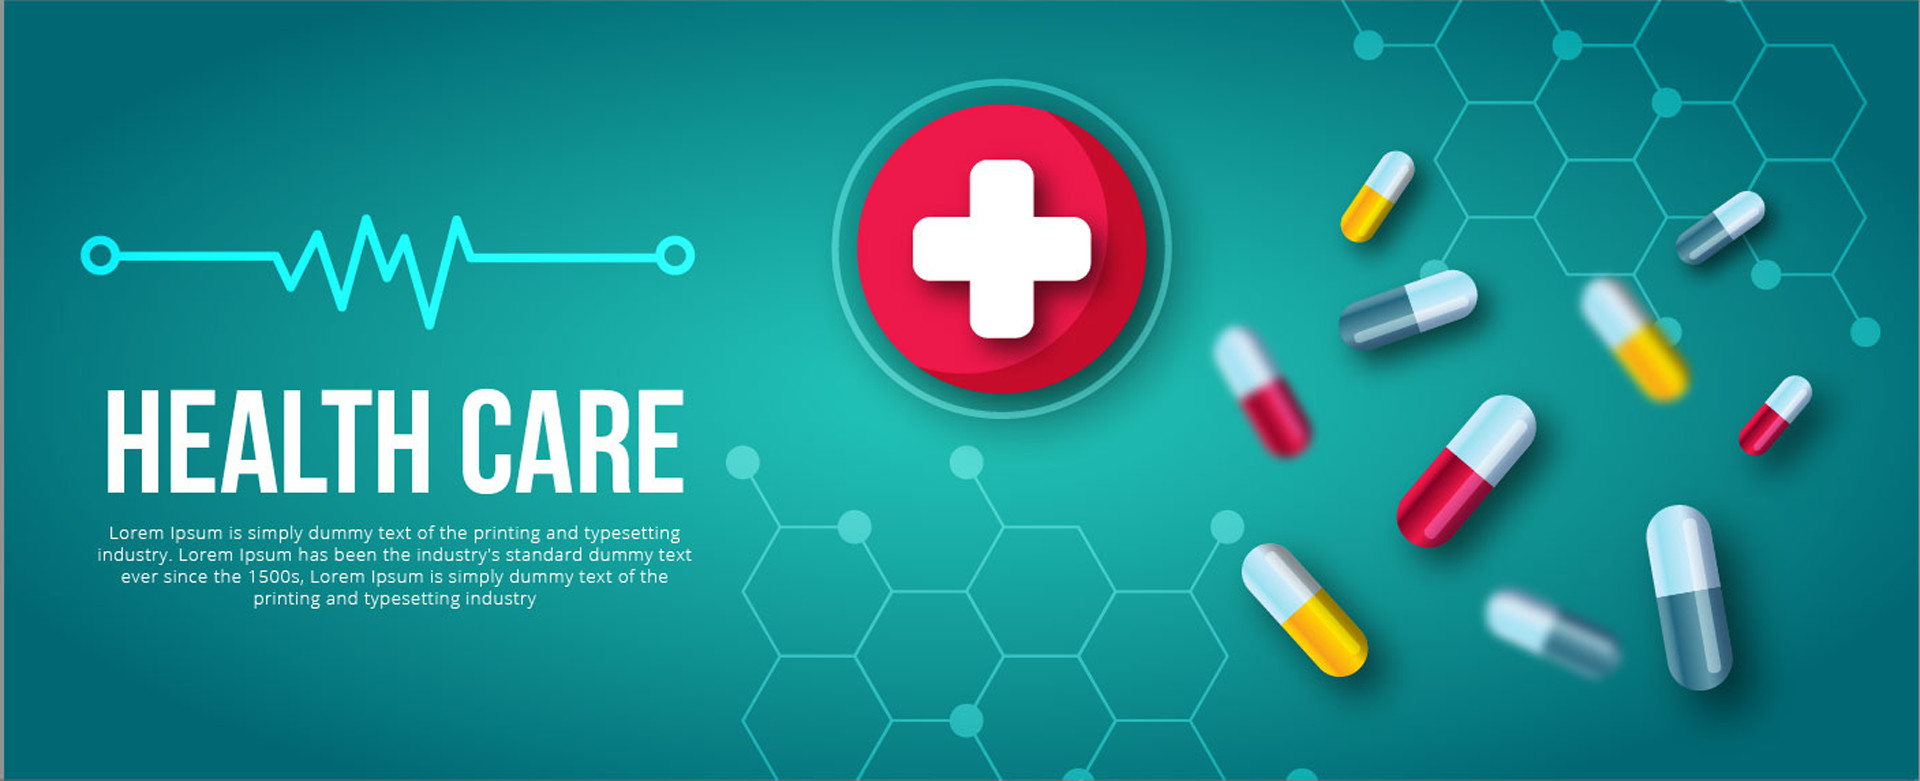 HEALTH CARE
Lorem Ipsum is simply dummy text of the printing and typesetting
industry. Lorem Ipsum has been the industry's standard dummy text
ever since the 1500s, Lorem Ipsum is simply dummy text of the
printing and typesetting industry